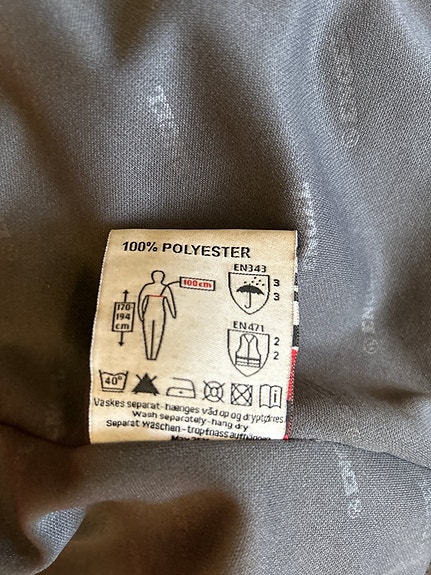 100% POLYESTER
100cm
EN343
3
3
170-
194
cm
EN471
2
2
40°
Vaskes separat-hænges våd op og dryptørres
Wash separately-hang dry
Separat waschen-tropfnass aufhängen